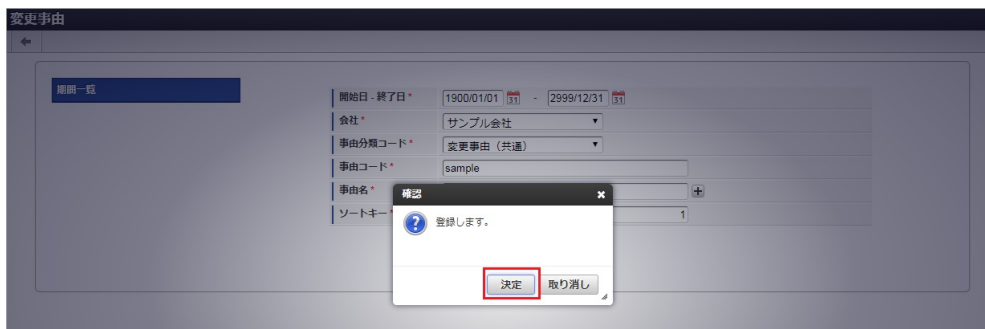 変更事由
期間一覧
開始日 - 終了日 * 1900/01/01 31 - 2999/12/31 31
会社 * サンプル会社
事由分類コード * 変更事由（共通）
事由コード * sample
事由名 *
ソートキー * 1
確認
登録します。
決定 取り消し